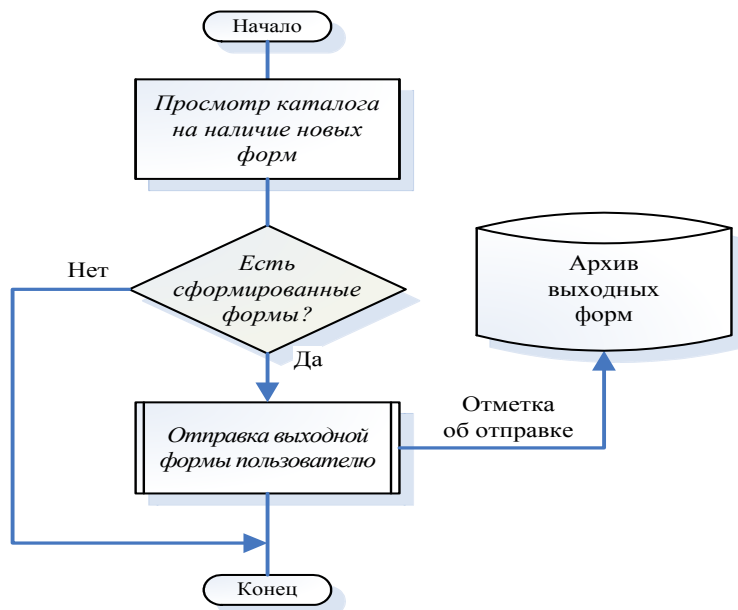 Начало
Просмотр каталога
на наличие новых
форм
Нет
Есть
сформированные
формы?
Архив
выходных
форм
Да
Отметка
об отправке
Отправка выходной
формы пользователю
Конец